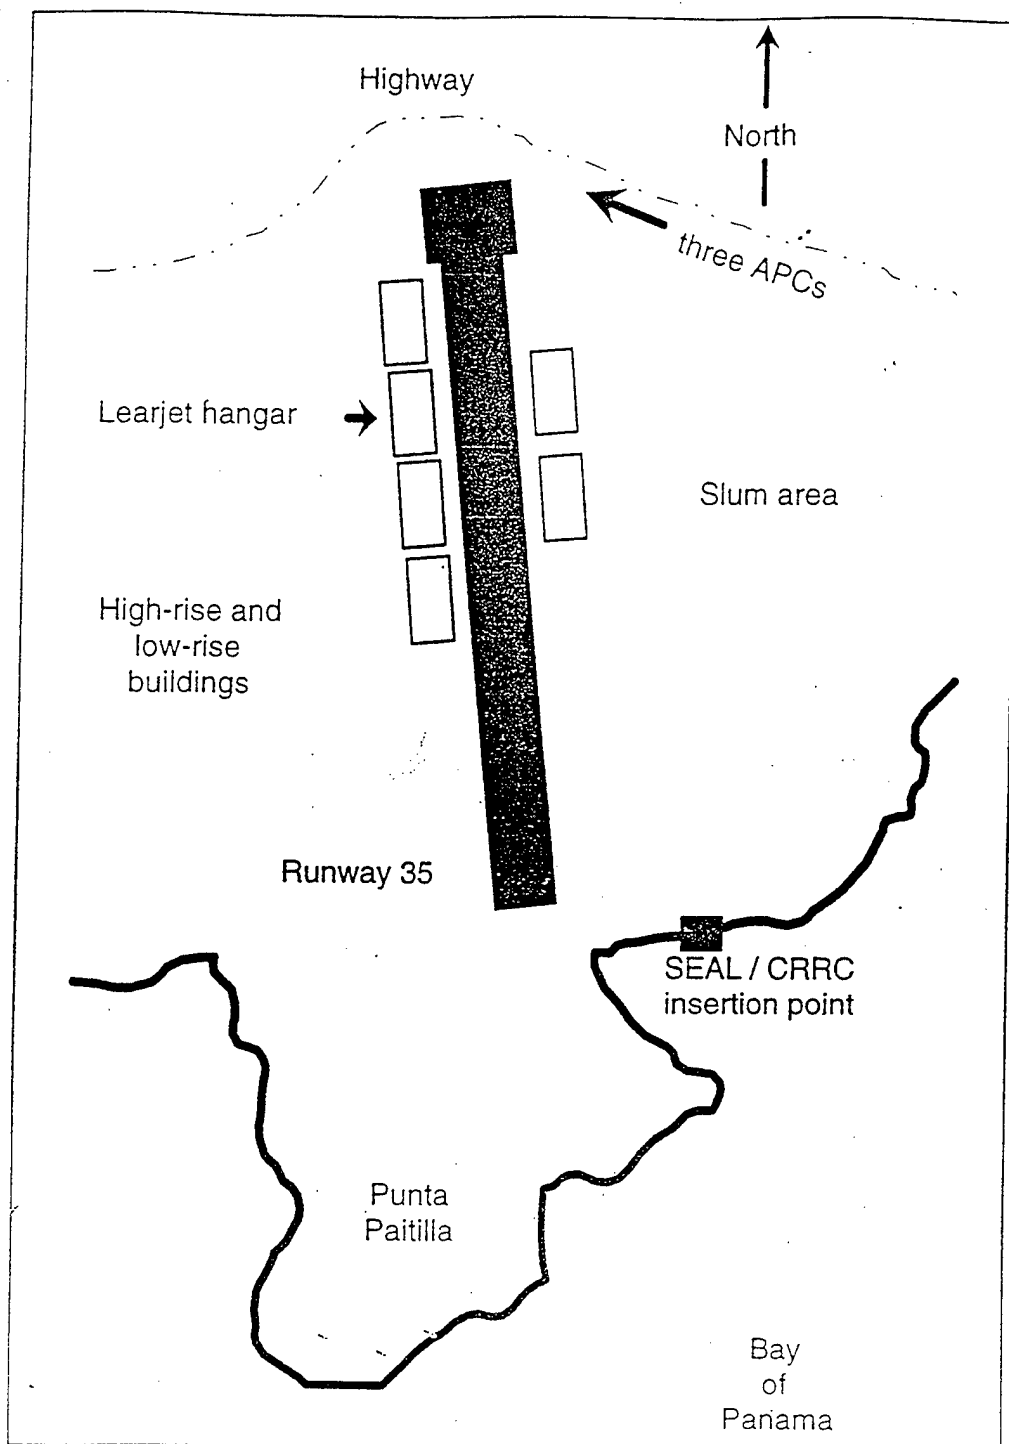 Highway
North
three APCs
Learjet hangar
Slum area
High-rise and
low-rise
buildings
Runway 35
SEAL / CRRC
insertion point
Punta
Paitilla
Bay
of
Panama